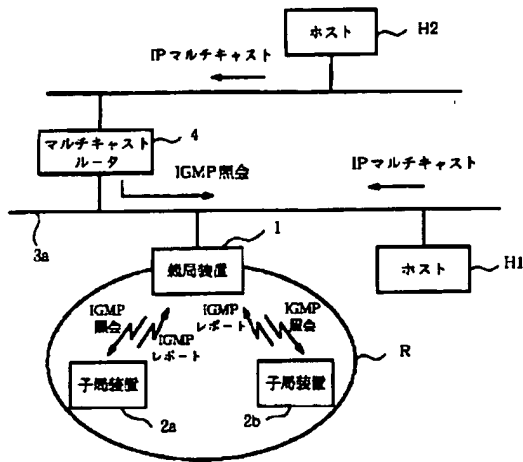 ホスト
H2
IPマルチキャスト
マルチキャスト
ルータ
4
IGMP照会
IPマルチキャスト
3a
1
親局装置
ホスト
H1
IGMP
照会
IGMP
レポート
IGMP
レポート
IGMP
照会
R
子局装置
2a
子局装置
2b